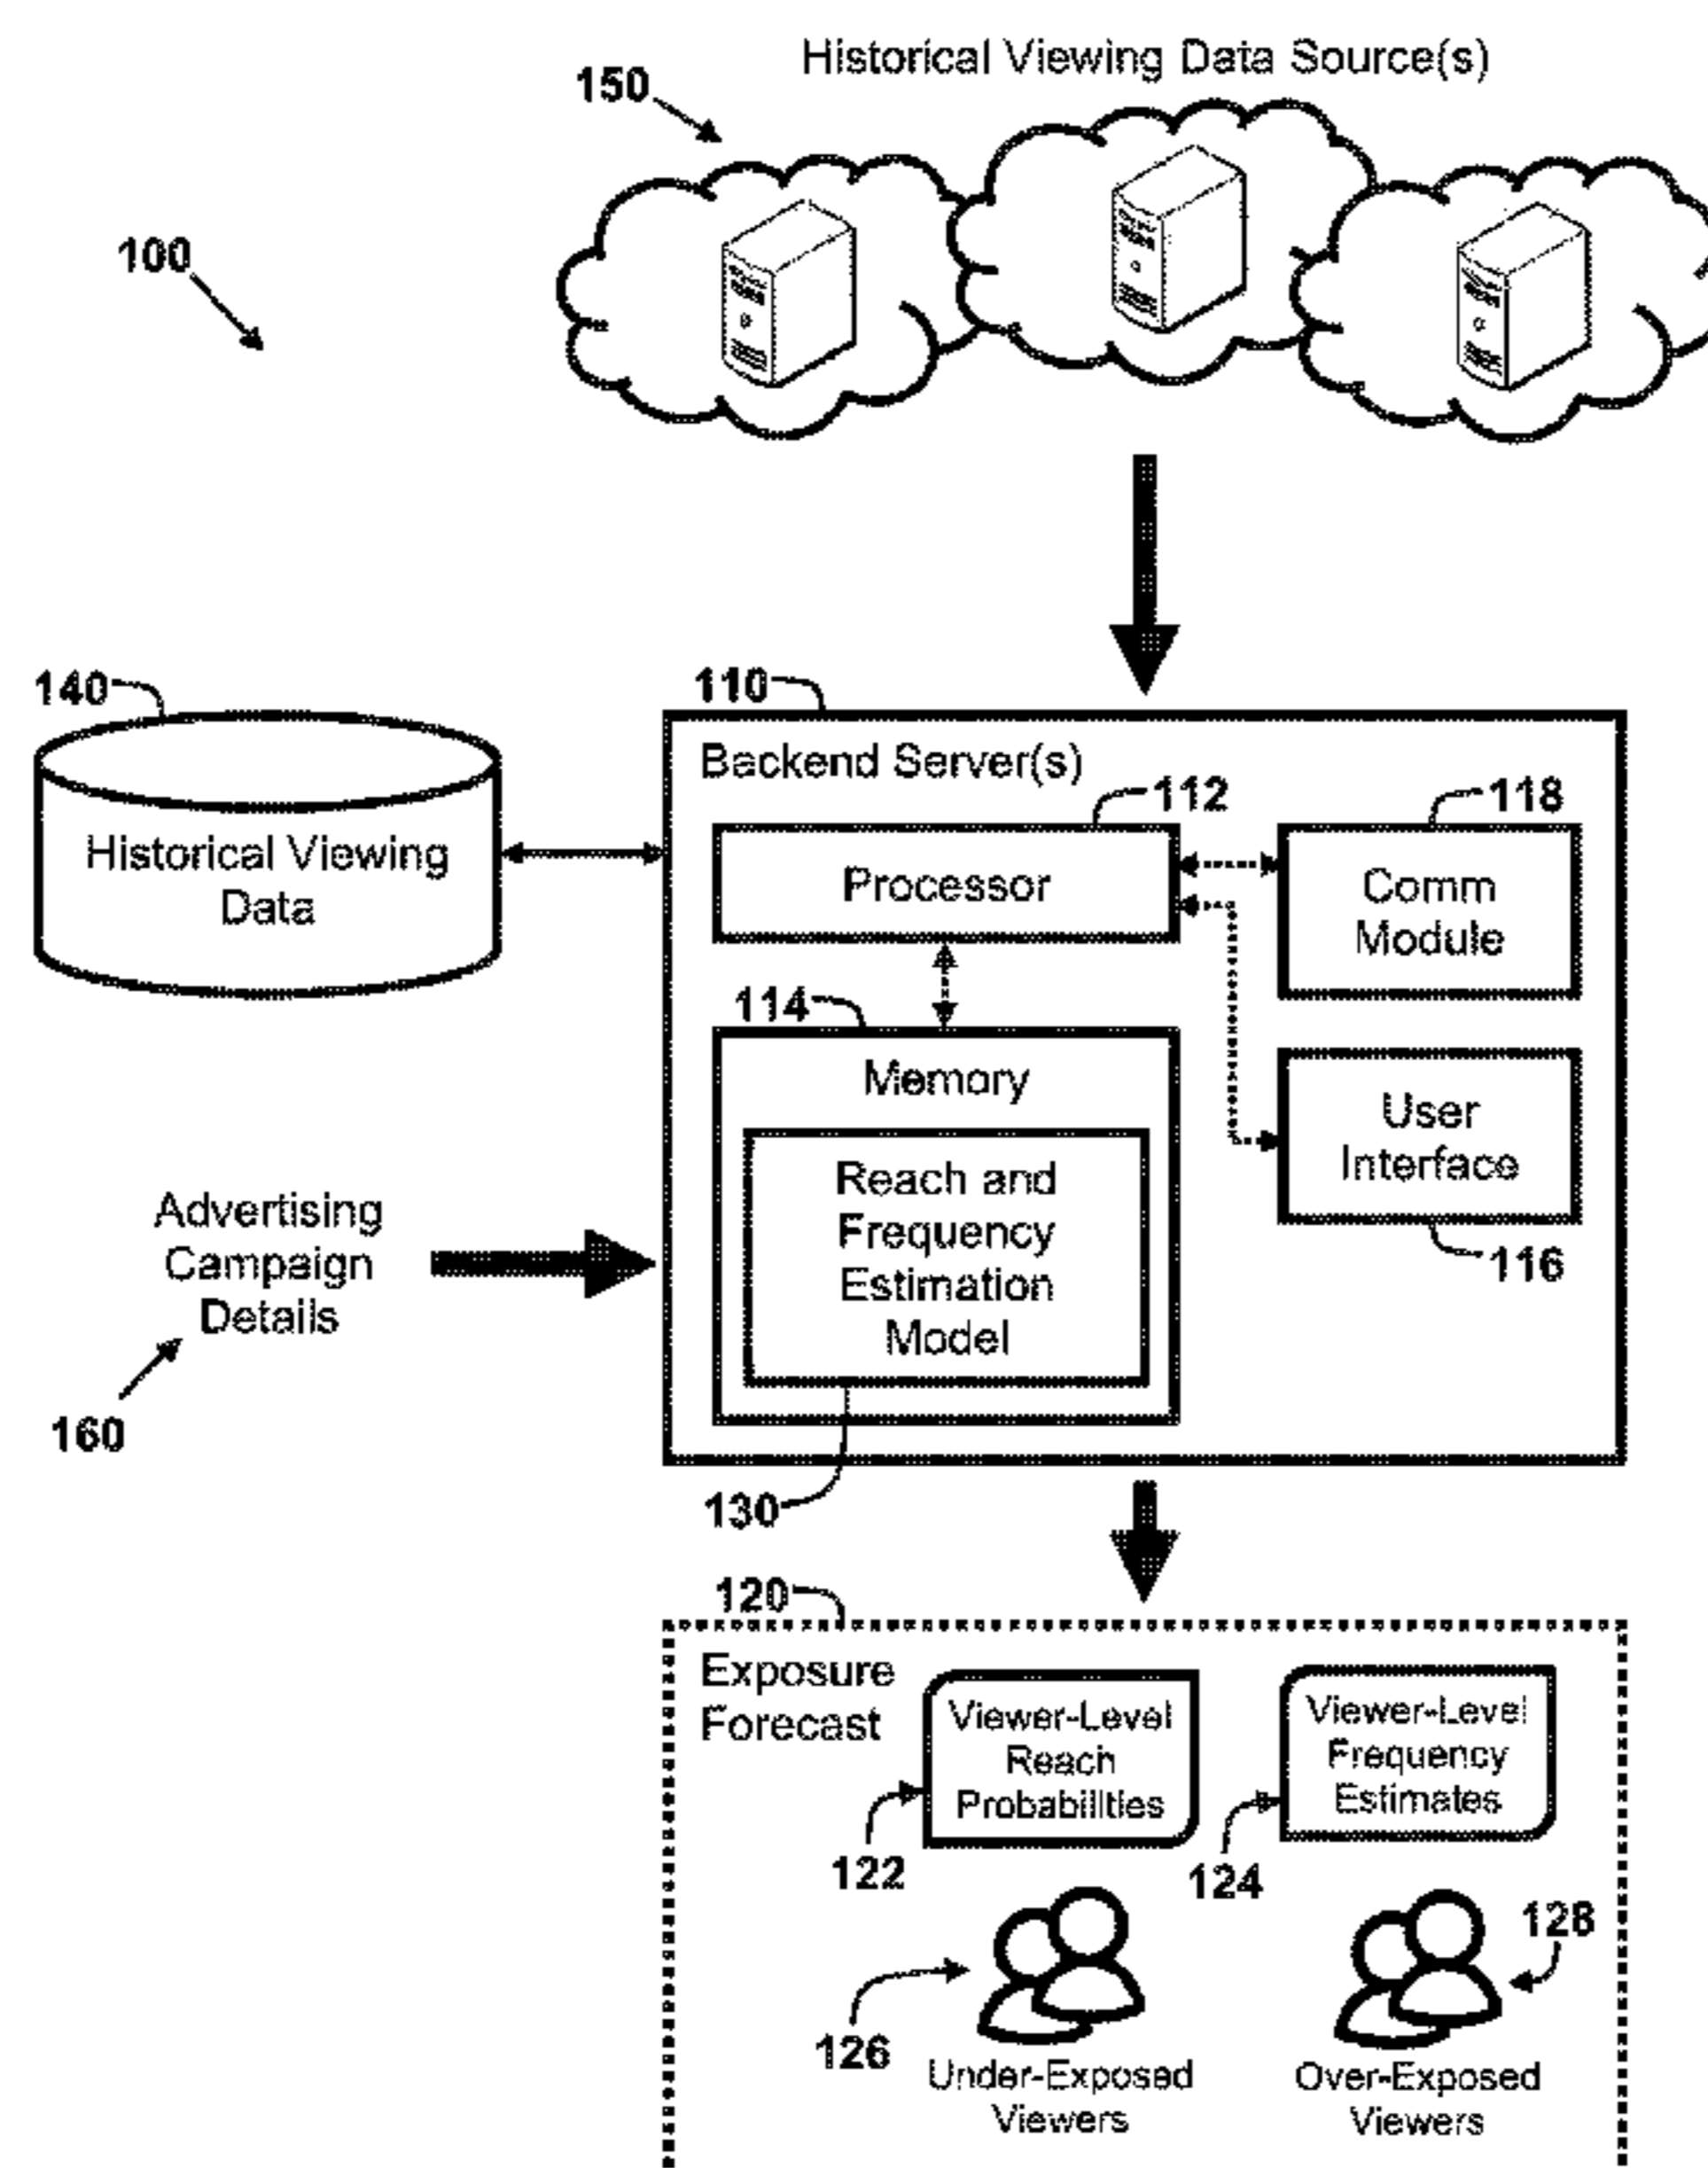 Historical Viewing Data Source(s)
150
100
140
110
Backend Server(s)
112
118
Historical Viewing
Data
Processor
Comm
Module
114
Memory
User
Interface
116
Reach and
Frequency
Estimation
Model
Advertising
Campaign
Details
160
130
120
Exposure
Forecast
Viewer-Level
Reach
Probabilities
Viewer-Level
Frequency
Estimates
122
124
128
126
Under-Exposed
Viewers
Over-Exposed
Viewers